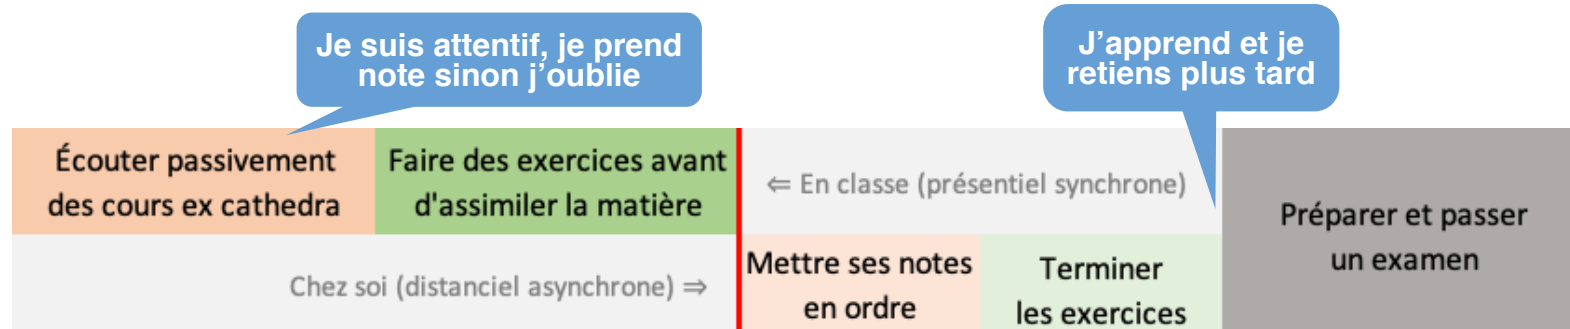 Je suis attentif, je prend
note sinon j’oublie
J’apprend et je
retiens plus tard
Écouter passivement
des cours ex cathedra
Faire des exercices avant
d'assimiler la matière
⇐ En classe (présentiel synchrone)
Préparer et passer
un examen
Chez soi (distanciel asynchrone) ⇒
Mettre ses notes
en ordre
Terminer
les exercices